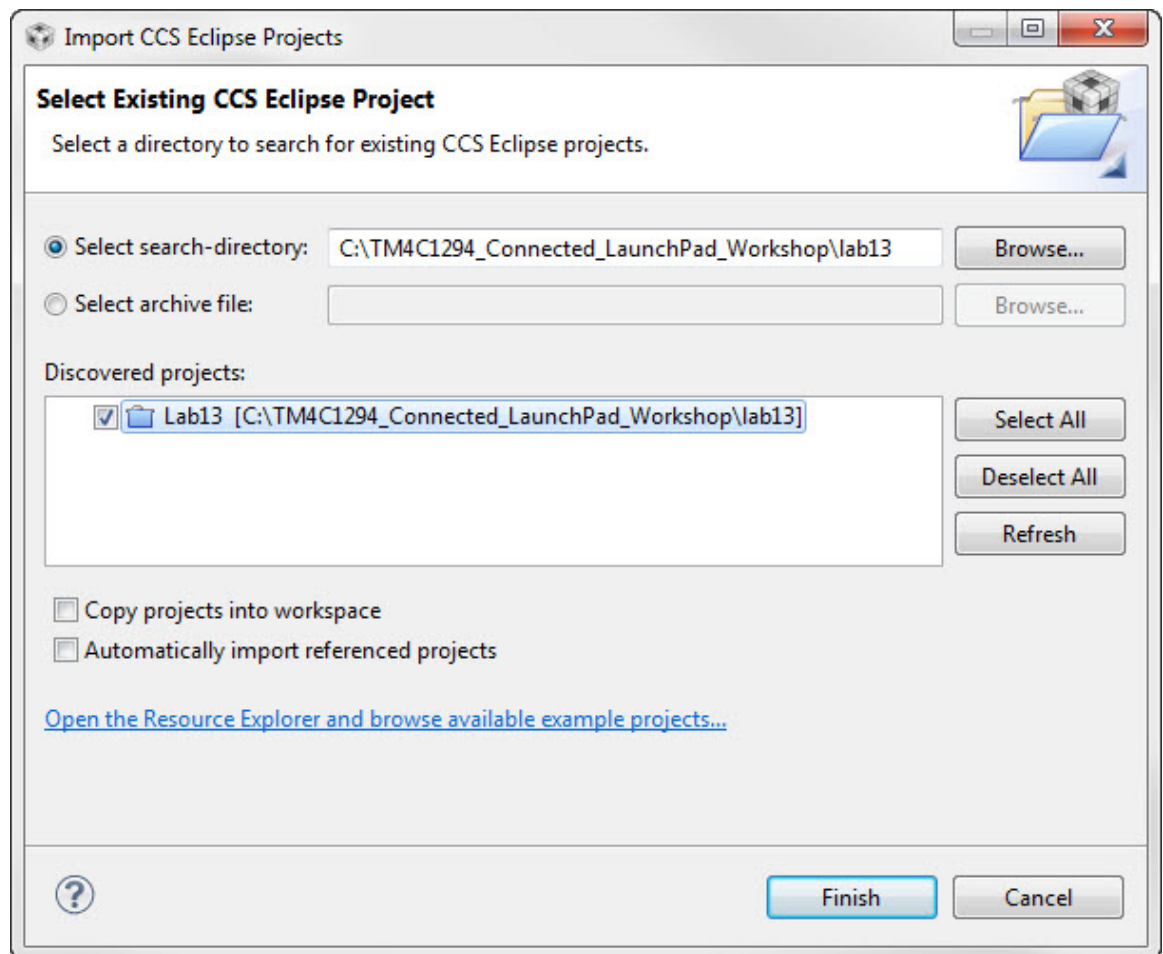 Import CCS Eclipse Projects
Select Existing CCS Eclipse Project
Select a directory to search for existing CCS Eclipse projects.
Select search-directory: C:\TM4C1294_Connected_LaunchPad_Workshop\lab13 Browse...
Select archive file: Browse...
Discovered projects:
Lab13 [C:\TM4C1294_Connected_LaunchPad_Workshop\lab13]
Select All
Deselect All
Refresh
Copy projects into workspace
Automatically import referenced projects
Open the Resource Explorer and browse available example projects...
Finish Cancel